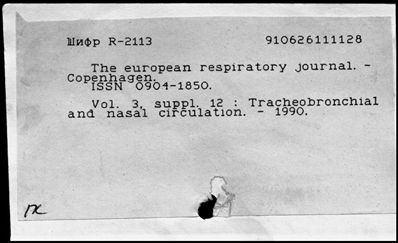 Шифр R-2113 910626111128
The european respiratory journal. -
Copenhagen.
ISSN 0904-1850.
Vol. 3, suppl. 12 : Tracheobronchial
and nasal circulation. - 1990.